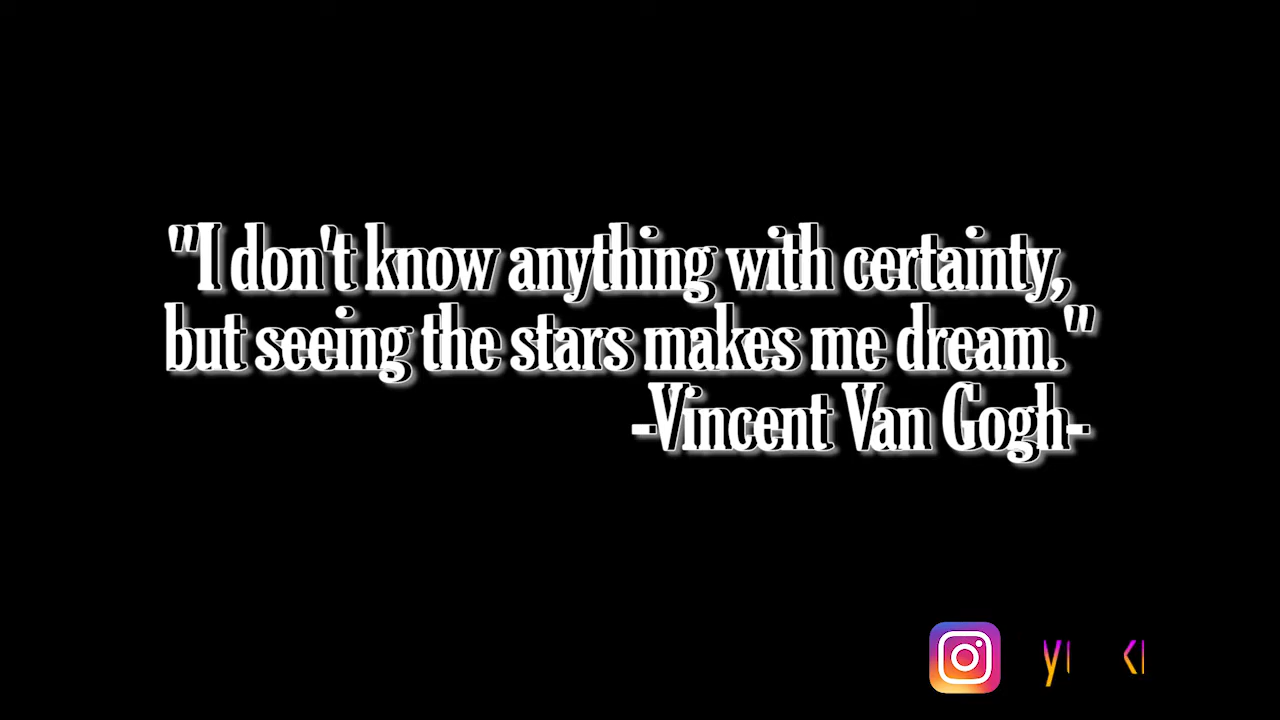 "I don't know anything with certainty,
but seeing the stars makes me dream."
-Vincent Van Gogh-